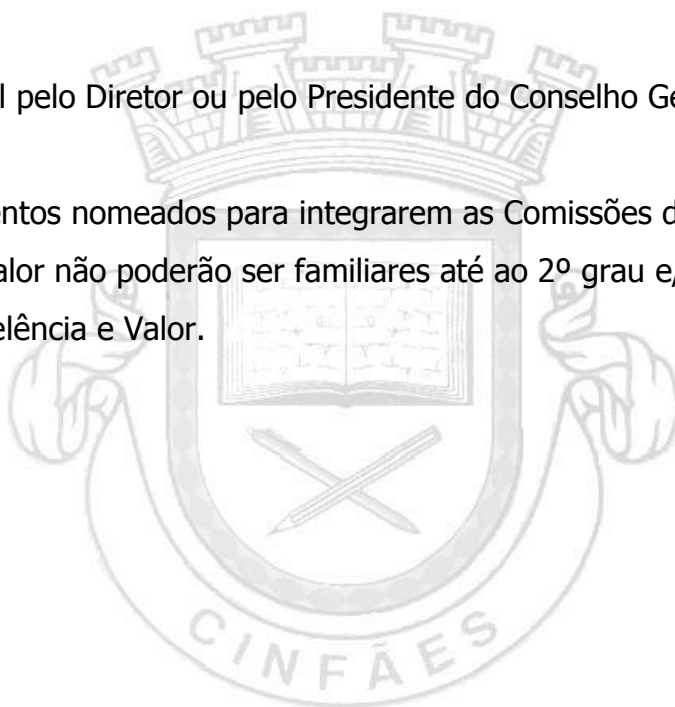 l pelo Diretor ou pelo Presidente do Conselho Ge
entos nomeados para integrarem as Comissões d
alor não poderão ser familiares até ao 2º grau e/
elência e Valor.
CINFÃES